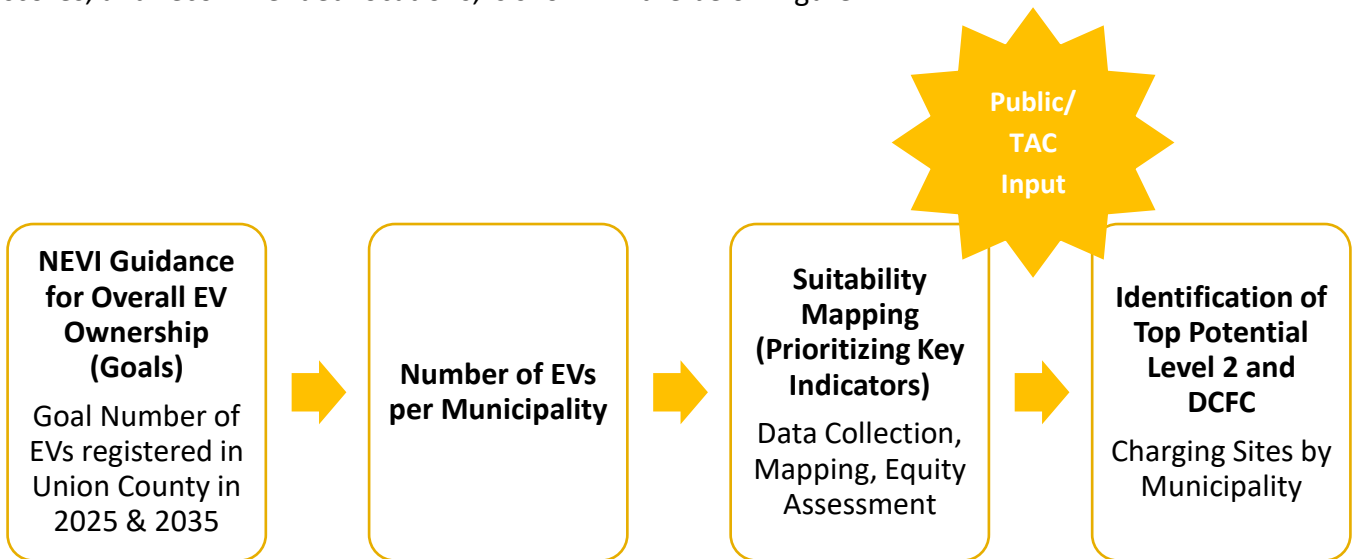 Public/
TAC
Input
NEVI Guidance
for Overall EV
Ownership
(Goals)
Goal Number of
EVs registered in
Union County in
2025 & 2035
Number of EVs
per Municipality
Suitability
Mapping
(Prioritizing Key
Indicators)
Data Collection,
Mapping, Equity
Assessment
Identification of
Top Potential
Level 2 and
DCFC
Charging Sites by
Municipality